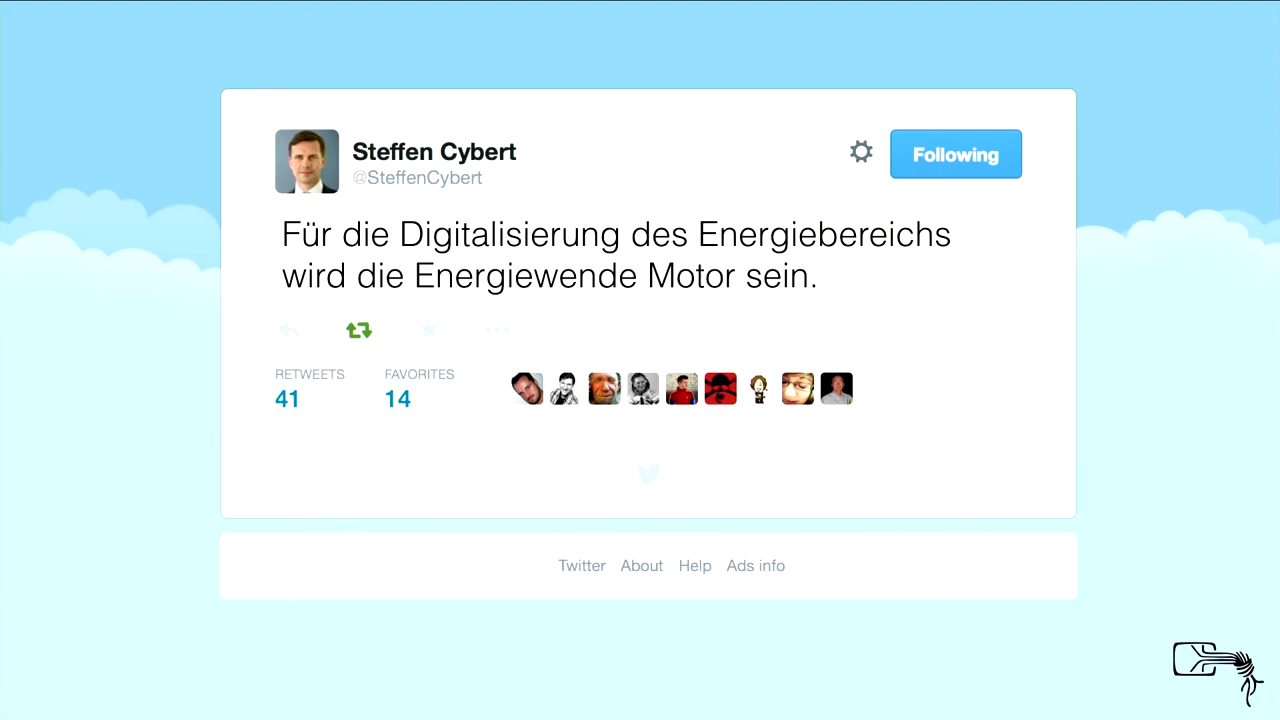 Steffen Cybert
@SteffenCybert
Following
Für die Digitalisierung des Energiebereichs
wird die Energiewende Motor sein.
RETWEETS
FAVORITES
41
14
Twitter About Help Ads info